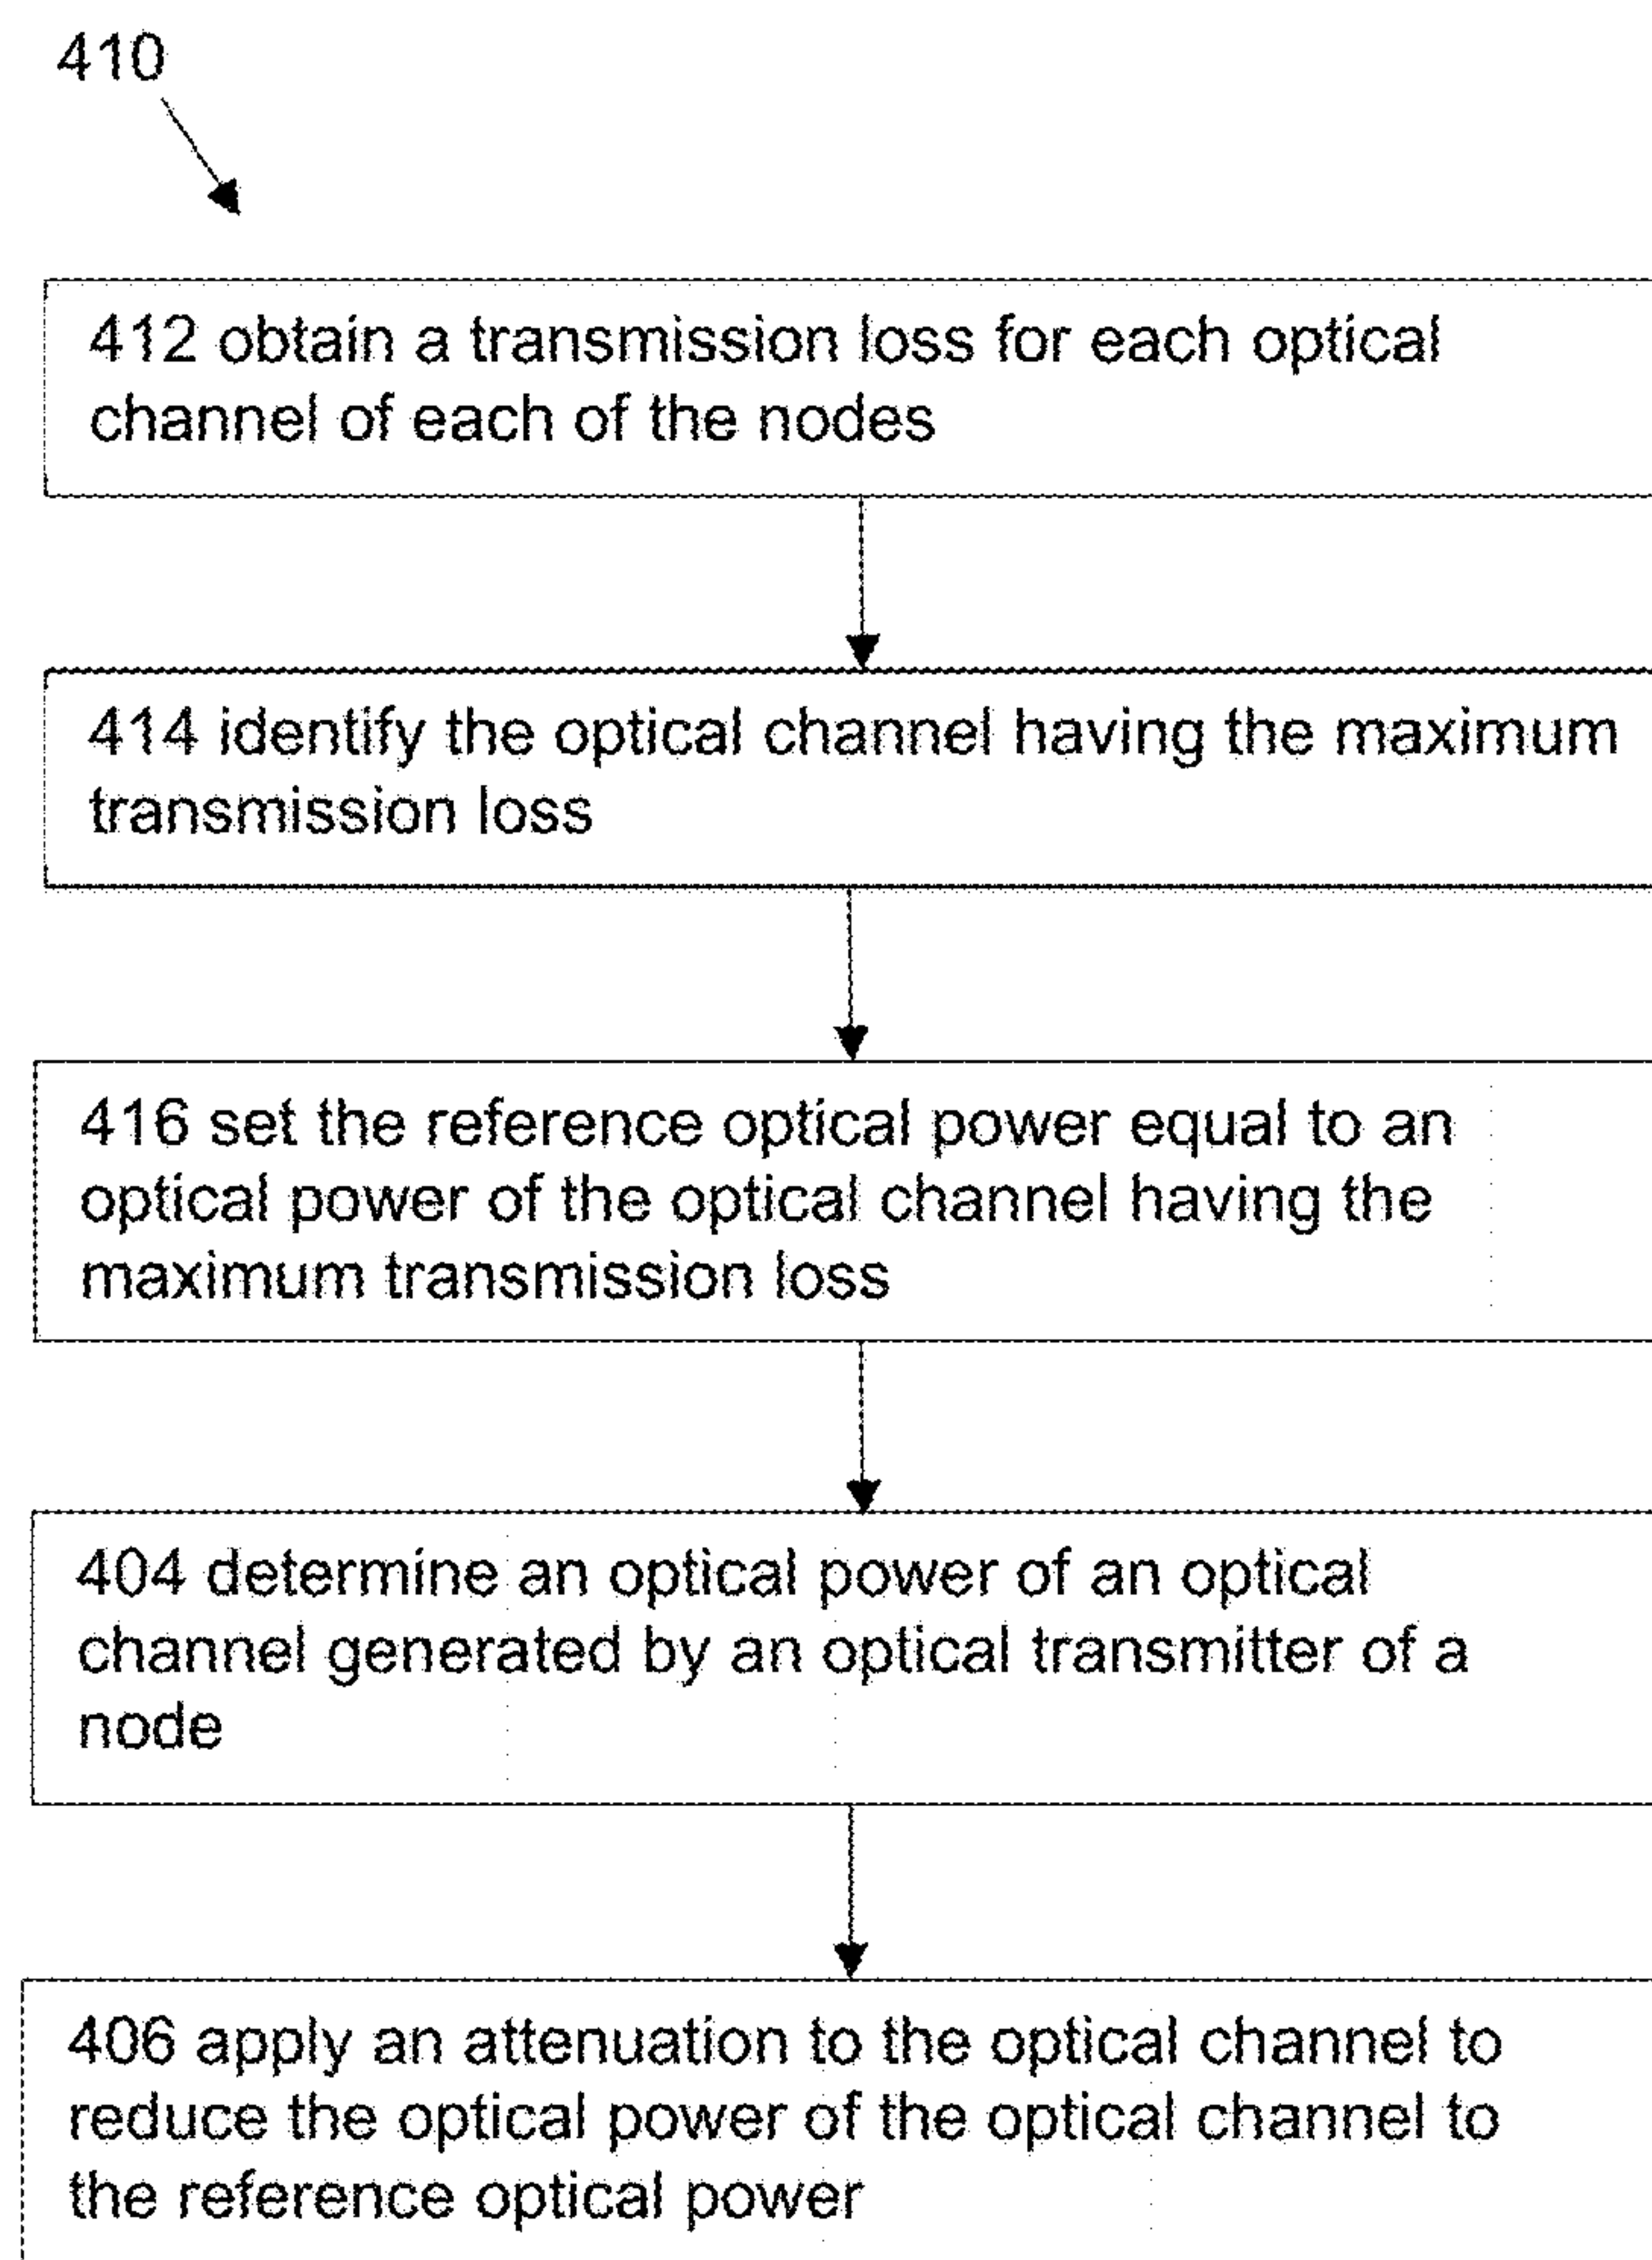 410
412 obtain a transmission loss for each optical
channel of each of the nodes
414 identify the optical channel having the maximum
transmission loss
416 set the reference optical power equal to an
optical power of the optical channel having the
maximum transmission loss
404 determine an optical power of an optical
channel generated by an optical transmitter of a
node
406 apply an attenuation to the optical channel to
reduce the optical power of the optical channel to
the reference optical power